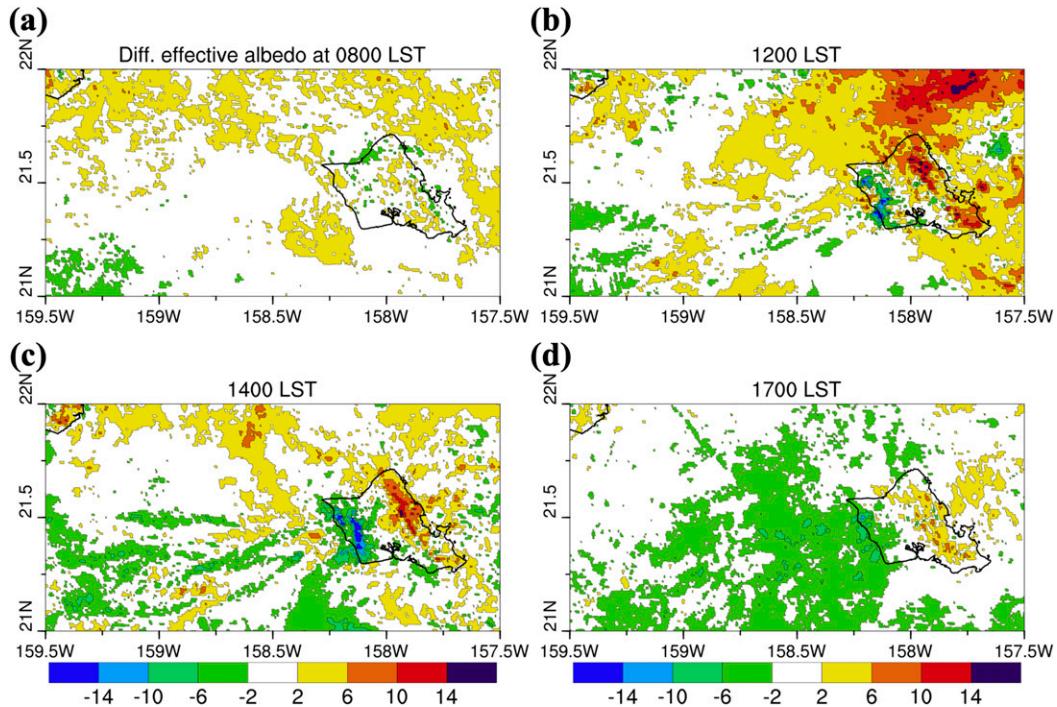 (a)
Diff. effective albedo at 0800 LST
22N
21.5
21N
159.5W 159W 158.5W 158W 157.5W
(b)
1200 LST
22N
21.5
21N
159.5W 159W 158.5W 158W 157.5W
(c)
1400 LST
22N
21.5
21N
159.5W 159W 158.5W 158W 157.5W
-14 -10 -6 -2 2 6 10 14
(d)
1700 LST
22N
21.5
21N
159.5W 159W 158.5W 158W 157.5W
-14 -10 -6 -2 2 6 10 14